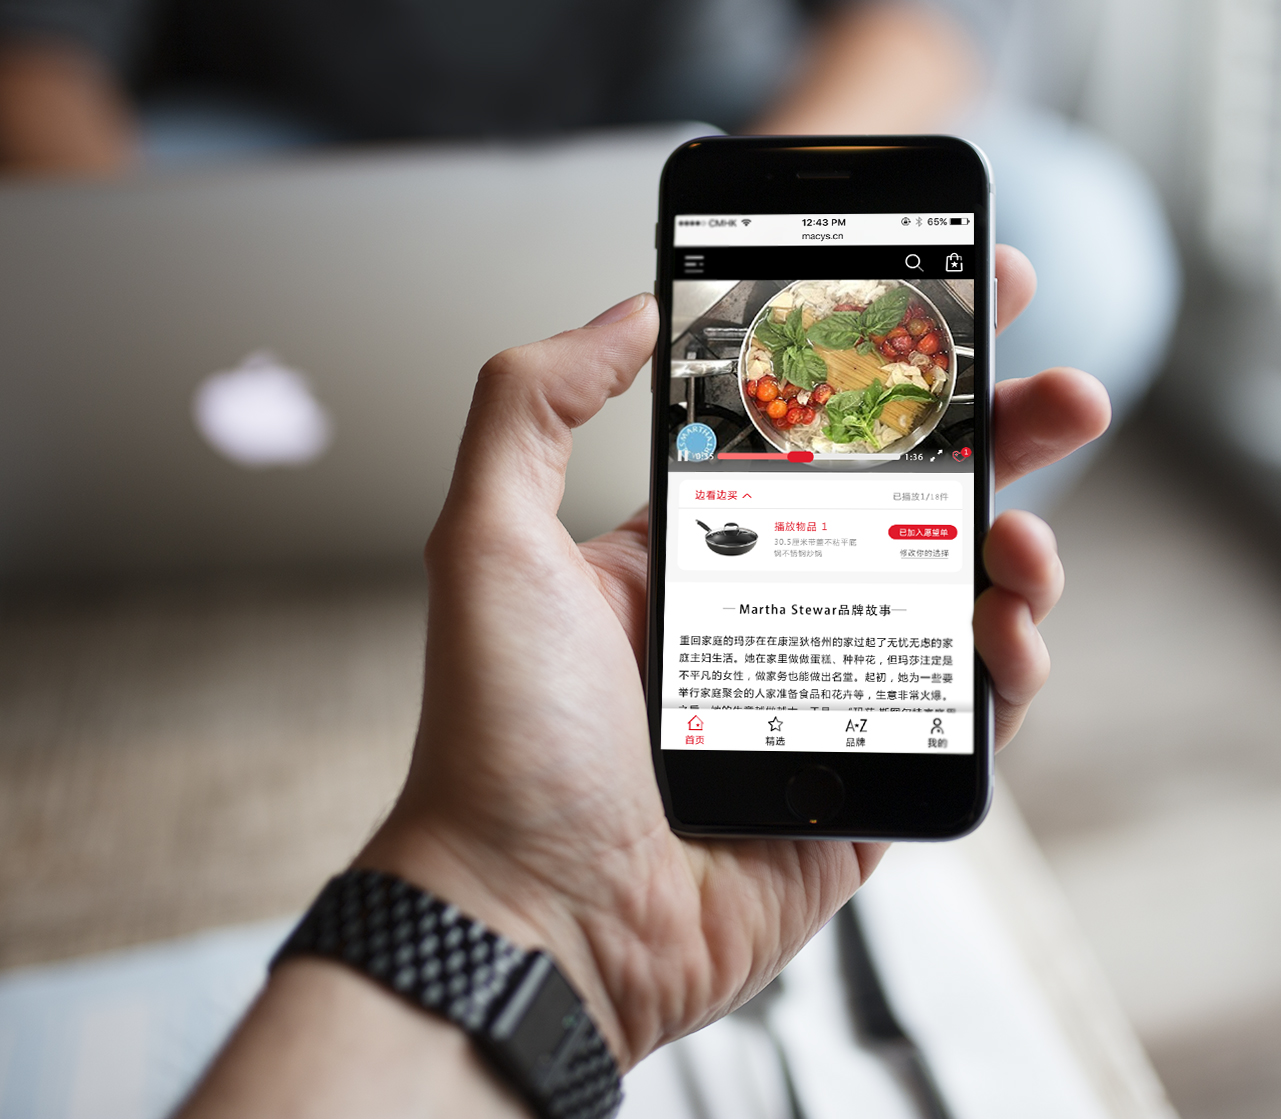 CMHK 12:43 PM 65%
macys.cn
MARTHA
0:35 1:36 1
边看边买 已播放1/18件
播放物品 1 已加入愿望单
30.5厘米带盖不粘平底
锅不锈钢炒锅 修改你的选择
Martha Stewar品牌故事
重回家庭的玛莎在在康涅狄格州的家过起了无忧无虑的家
庭主妇生活。她在家里做做蛋糕、种种花，但玛莎注定是
不平凡的女性，做家务也能做出名堂。起初，她为一些要
举行家庭聚会的人家准备食品和花卉等，生意非常火爆。
首页 精选 A·Z 品牌 我的